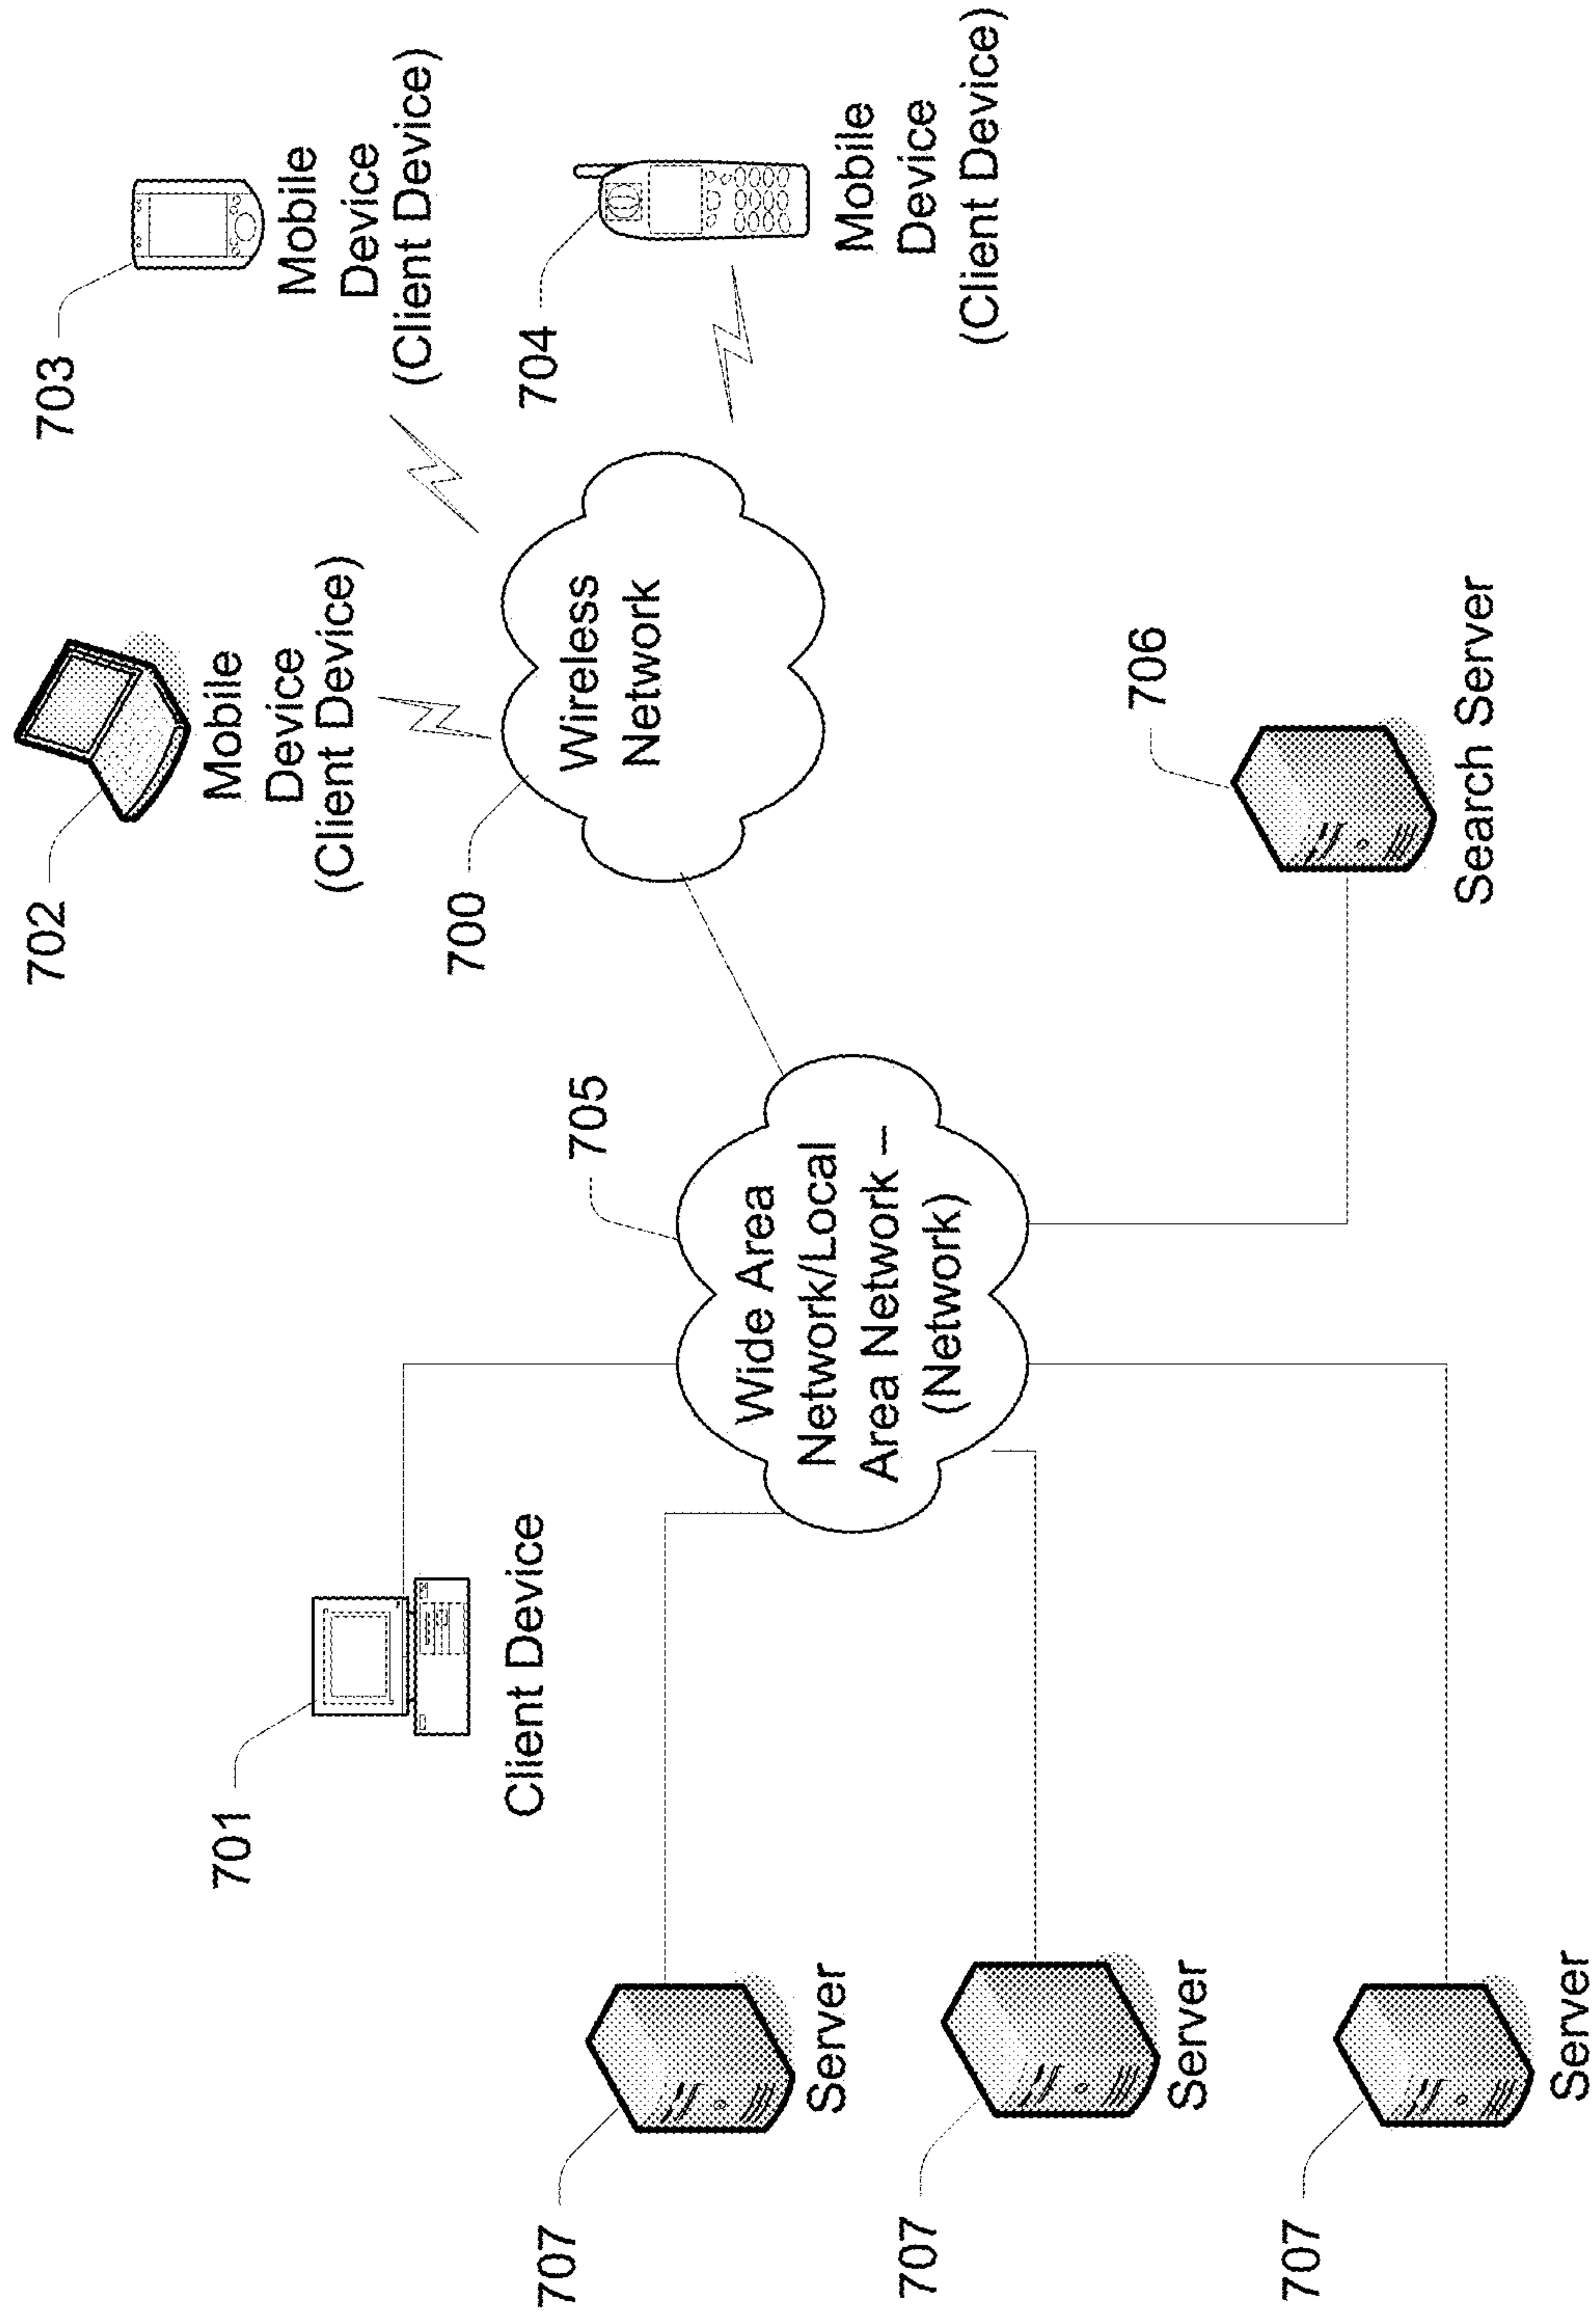 702
Mobile
Device
(Client Device)
703
Mobile
Device
(Client Device)
701
Client Device
700
Wireless
Network
704
Mobile
Device
(Client Device)
705
Wide Area
Network/Local
Area Network –
(Network)
707
Server
707
Server
707
Server
706
Search Server